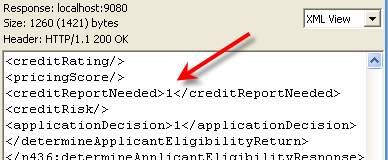 Response: localhost:9080
Size: 1260 (1421) bytes
Header: HTTP/1.1 200 OK
XML View
<creditRating/>
<pricingScore/>
<creditReportNeeded>1</creditReportNeeded>
<creditRisk/>
<applicationDecision>1</applicationDecision>
</determineApplicantEligibilityReturn>
</n436:determineApplicantEligibilityResponse>